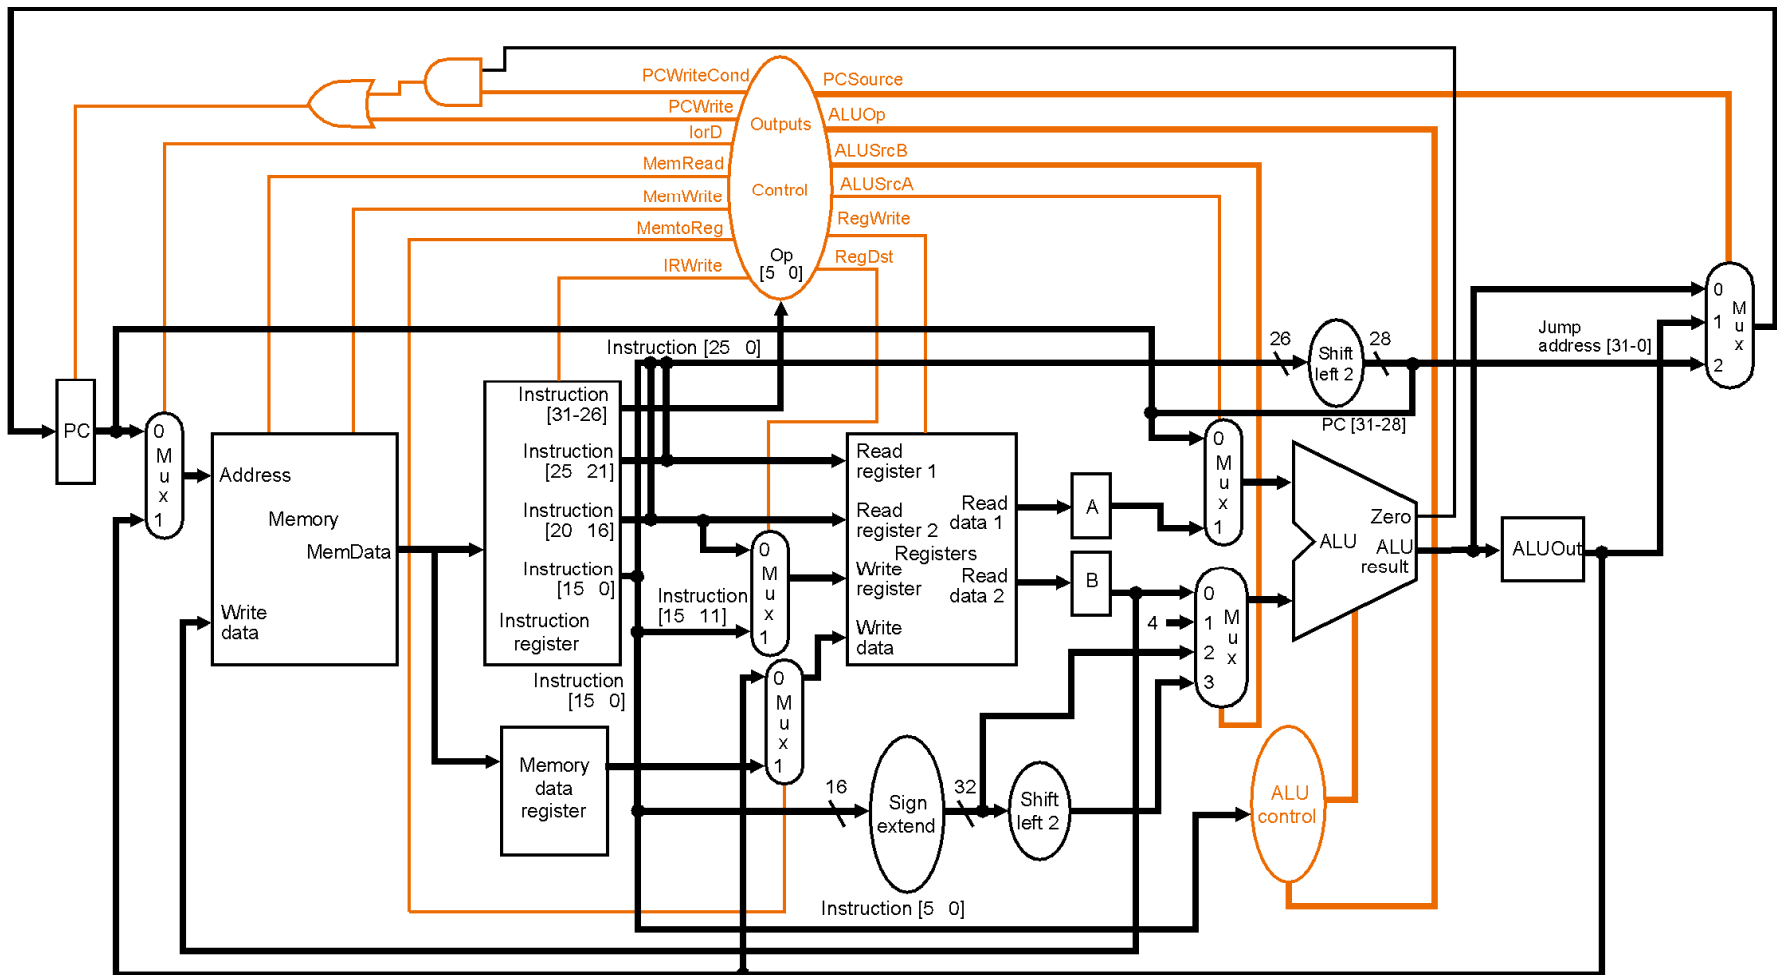 PCWriteCond
PCSource
PCWrite
ALUOp
Outputs
IorD
ALUSrcB
MemRead
ALUSrcA
Control
MemWrite
RegWrite
MemtoReg
RegDst
Op
[5 0]
IRWrite
0
1
2
M
u
x
Jump
address [31-0]
Instruction [25 0]
26
Shift
left 2
28
PC [31-28]
PC
0
M
u
x
1
Address
Memory
MemData
Write
data
Instruction
[31-26]
Instruction
[25 21]
Instruction
[20 16]
Instruction
[15 0]
Instruction
register
Instruction
[15 11]
Instruction
[15 0]
0
M
u
x
1
0
M
u
x
1
Read
register 1
Read
register 2
Registers
Write
register
Write
data
Read
data 1
Read
data 2
A
B
0
M
u
x
1
4
0
1
2
3
M
u
x
Zero
ALU
ALU
result
ALUOut
Memory
data
register
16
Sign
extend
32
Shift
left 2
ALU
control
Instruction [5 0]